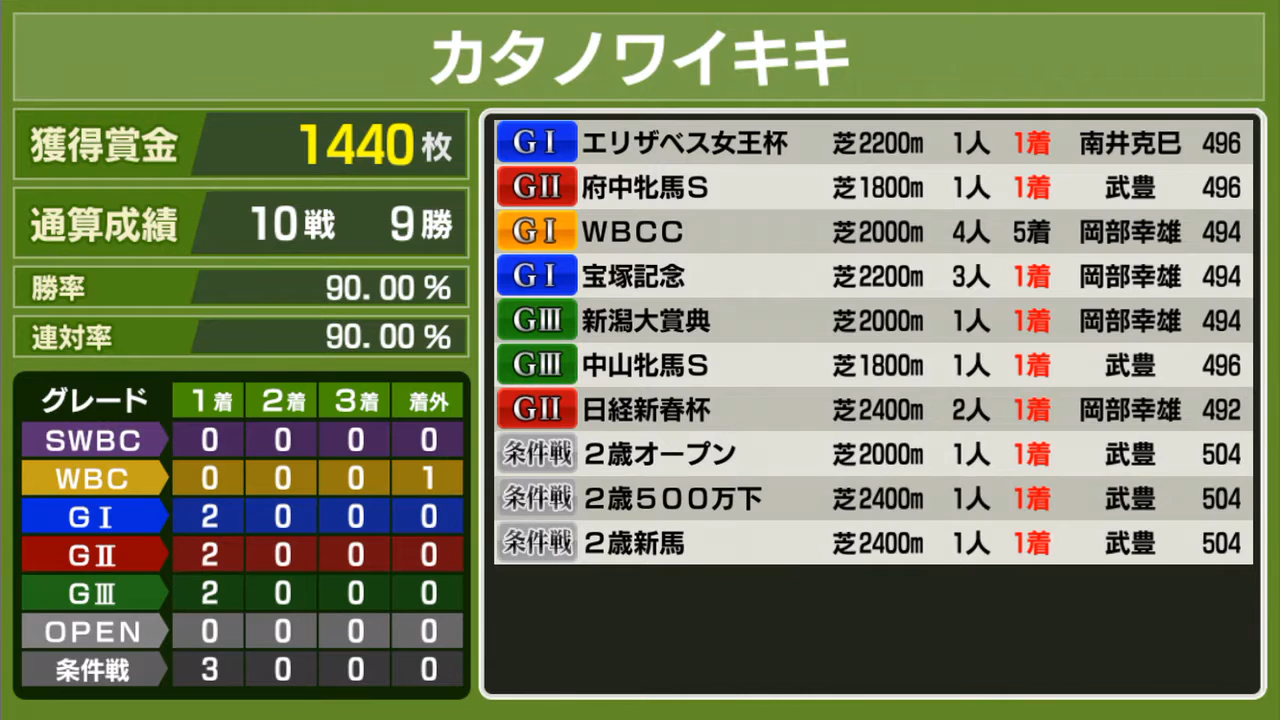 カタノワイキキ
獲得賞金 1440枚
通算成績 10戦 9勝
勝率 90.00%
連対率 90.00%
グレード 1着 2着 3着 着外
SWBC 0 0 0 0
WBC 0 0 0 1
GⅠ 2 0 0 0
GⅡ 2 0 0 0
GⅢ 2 0 0 0
OPEN 0 0 0 0
条件戦 3 0 0 0
GⅠ エリザベス女王杯 芝2200m 1人 1着 南井克巳 496
GⅡ 府中牝馬S 芝1800m 1人 1着 武豊 496
GⅠ WBCC 芝2000m 4人 5着 岡部幸雄 494
GⅠ 宝塚記念 芝2200m 3人 1着 岡部幸雄 494
GⅢ 新潟大賞典 芝2000m 1人 1着 岡部幸雄 494
GⅢ 中山牝馬S 芝1800m 1人 1着 武豊 496
GⅡ 日経新春杯 芝2400m 2人 1着 岡部幸雄 492
条件戦 2歳オープン 芝2000m 1人 1着 武豊 504
条件戦 2歳500万下 芝2400m 1人 1着 武豊 504
条件戦 2歳新馬 芝2400m 1人 1着 武豊 504